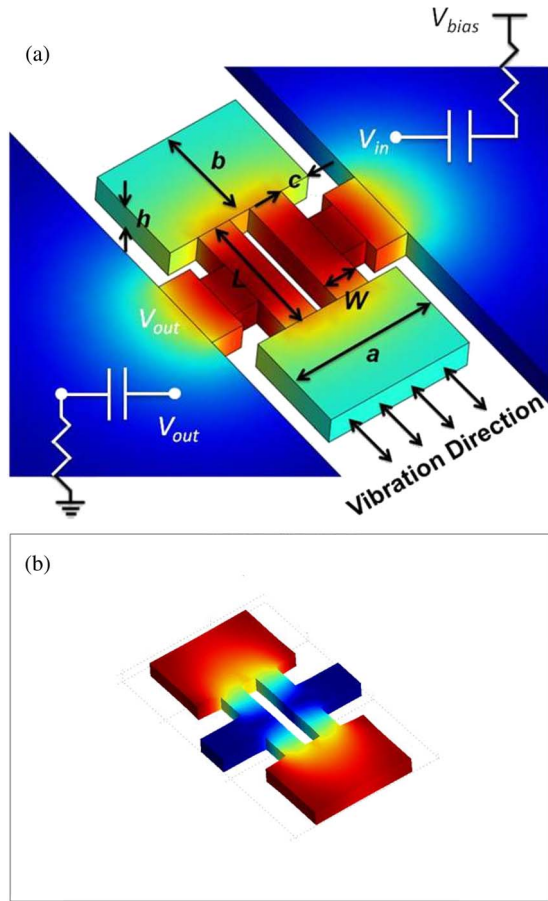 V_bias
(a)
V_in
b
c
h
L
W
V_out
a
V_out
Vibration Direction
(b)